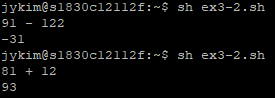 jykim@s1830c12112f:~$ sh ex3-2.sh
91 - 122
-31
jykim@s1830c12112f:~$ sh ex3-2.sh
81 + 12
93